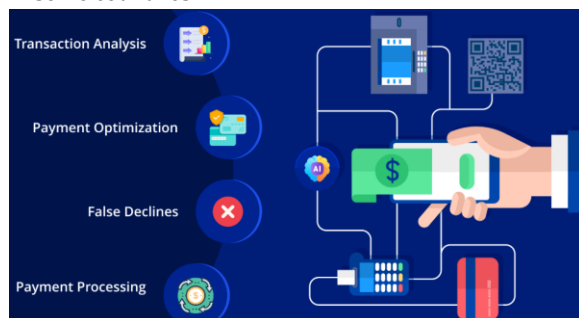 Transaction Analysis
Payment Optimization
AI
$
False Declines
Payment Processing
$